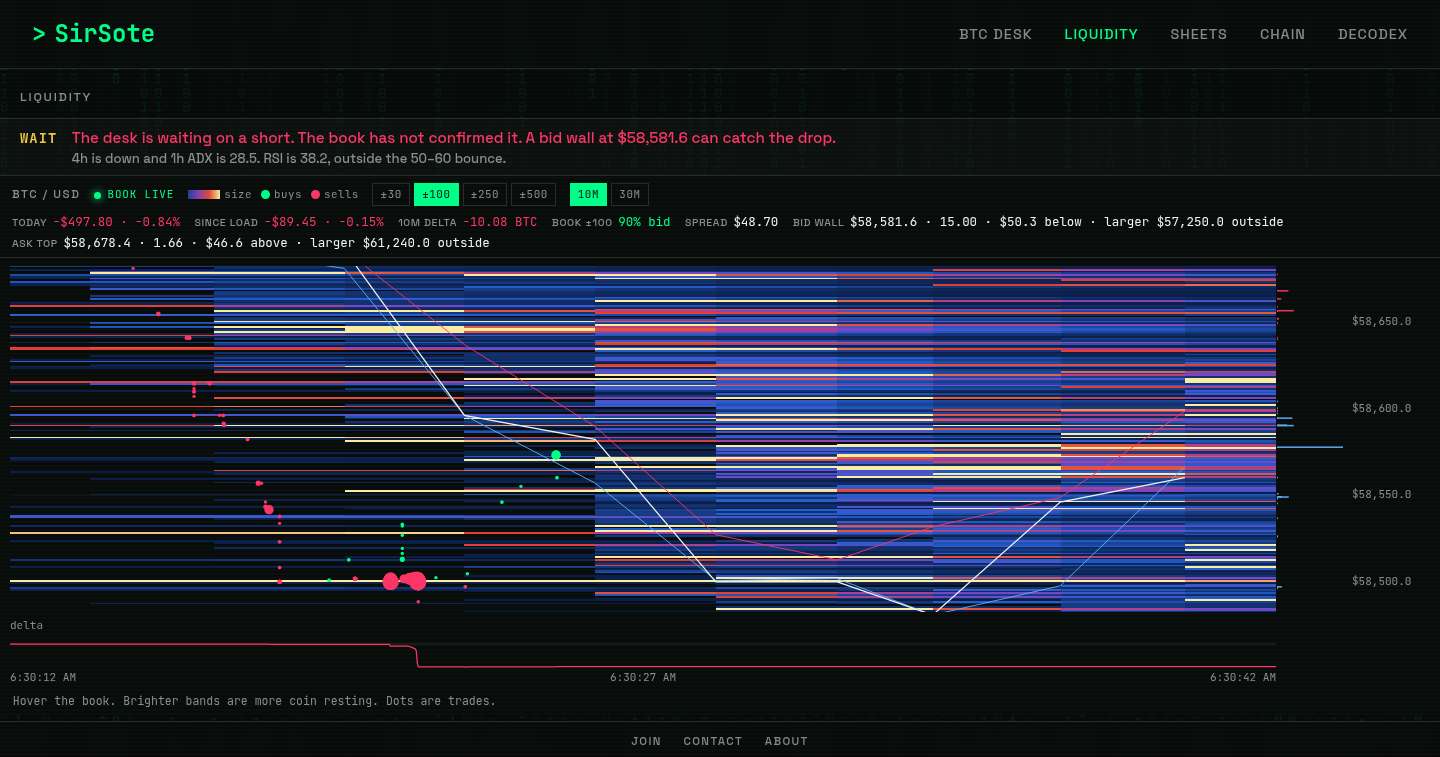 > SirSote
BTC DESK LIQUIDITY SHEETS CHAIN DECODEX
LIQUIDITY
WAIT The desk is waiting on a short. The book has not confirmed it. A bid wall at $58,581.6 can catch the drop.
4h is down and 1h ADX is 28.5. RSI is 38.2, outside the 50–60 bounce.
BTC / USD BOOK LIVE size buys sells ±30 ±100 ±250 ±500 10M 30M
TODAY -$497.80 · -0.84% SINCE LOAD -$89.45 · -0.15% 10M DELTA -10.08 BTC BOOK ±100 90% bid SPREAD $48.70 BID WALL $58,581.6 · 15.00 · $50.3 below · larger $57,250.0 outside
ASK TOP $58,678.4 · 1.66 · $46.6 above · larger $61,240.0 outside
$58,650.0
$58,600.0
$58,550.0
$58,500.0
delta
6:30:12 AM 6:30:27 AM 6:30:42 AM
Hover the book. Brighter bands are more coin resting. Dots are trades.
JOIN CONTACT ABOUT